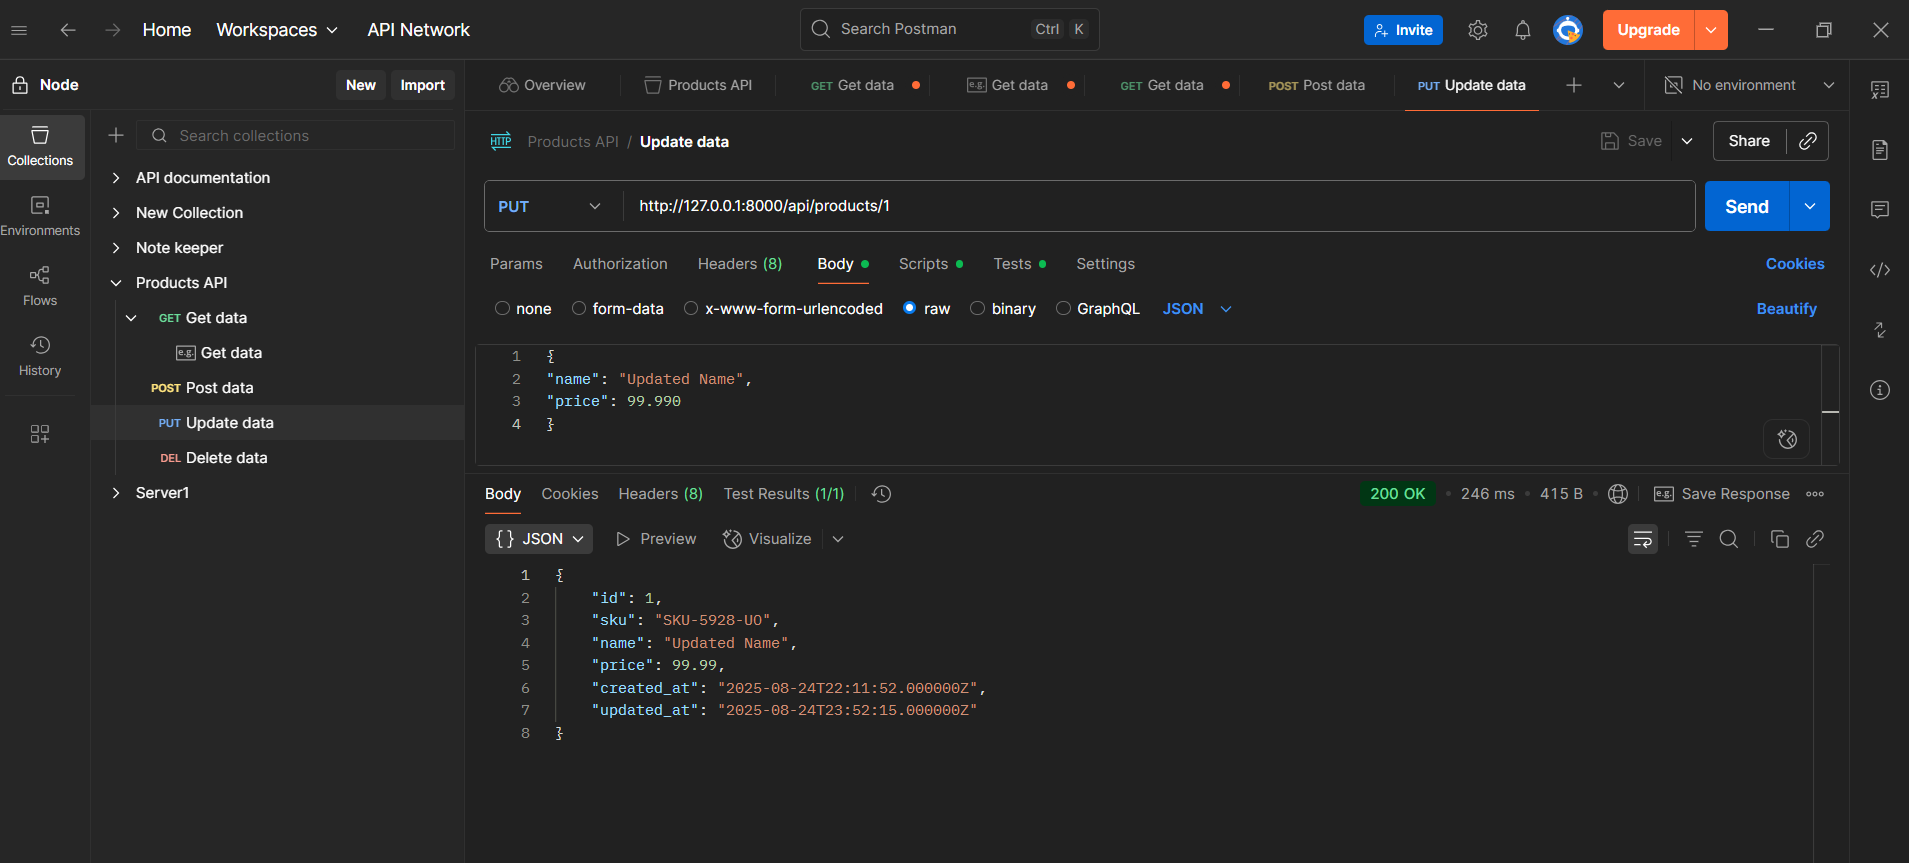 Home Workspaces API Network Search Postman Ctrl K Invite Upgrade
Node New Import
Overview Products API GET Get data e.g. Get data GET Get data POST Post data PUT Update data No environment
Search collections
Collections
Environments
Flows
History
API documentation
New Collection
Note keeper
Products API
GET Get data
e.g. Get data
POST Post data
PUT Update data
DEL Delete data
Server1
HTTP Products API / Update data Save Share
PUT http://127.0.0.1:8000/api/products/1 Send
Params Authorization Headers (8) Body Scripts Tests Settings Cookies
none form-data x-www-form-urlencoded raw binary GraphQL JSON Beautify
1 {
2 "name": "Updated Name",
3 "price": 99.990
4 }
Body Cookies Headers (8) Test Results (1/1) 200 OK 246 ms 415 B e.g. Save Response
{} JSON Preview Visualize
1 {
2 "id": 1,
3 "sku": "SKU-5928-UO",
4 "name": "Updated Name",
5 "price": 99.99,
6 "created_at": "2025-08-24T22:11:52.000000Z",
7 "updated_at": "2025-08-24T23:52:15.000000Z"
8 }